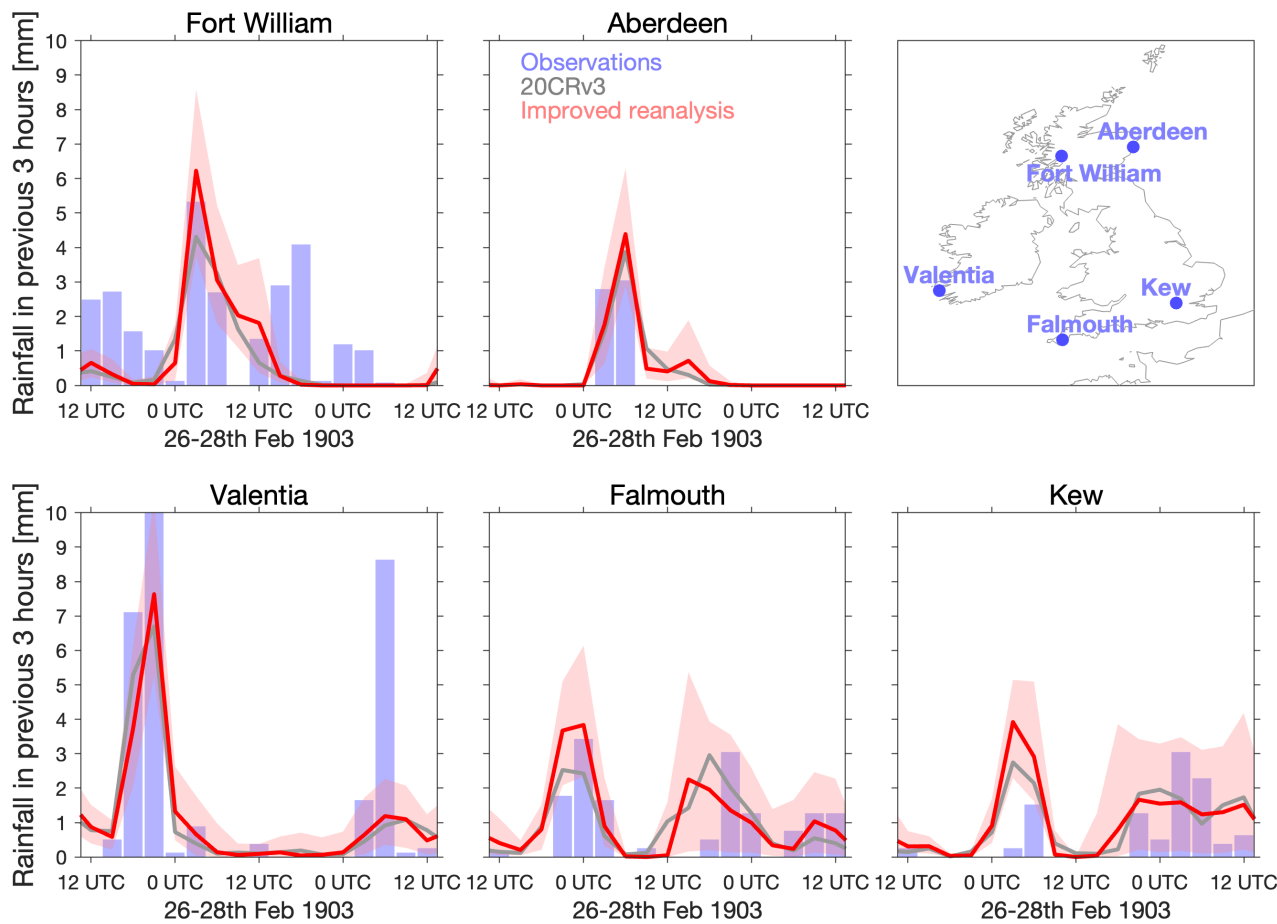 Fort William
Aberdeen
Rainfall in previous 3 hours [mm]
10
9
8
7
6
5
4
3
2
1
0
12 UTC 0 UTC 12 UTC 0 UTC 12 UTC
26-28th Feb 1903
Observations
20CRv3
Improved reanalysis
12 UTC 0 UTC 12 UTC 0 UTC 12 UTC
26-28th Feb 1903
Aberdeen
Fort William
Valentia
Kew
Falmouth
Valentia
Falmouth
Kew
Rainfall in previous 3 hours [mm]
10
9
8
7
6
5
4
3
2
1
0
12 UTC 0 UTC 12 UTC 0 UTC 12 UTC
26-28th Feb 1903
12 UTC 0 UTC 12 UTC 0 UTC 12 UTC
26-28th Feb 1903
12 UTC 0 UTC 12 UTC 0 UTC 12 UTC
26-28th Feb 1903